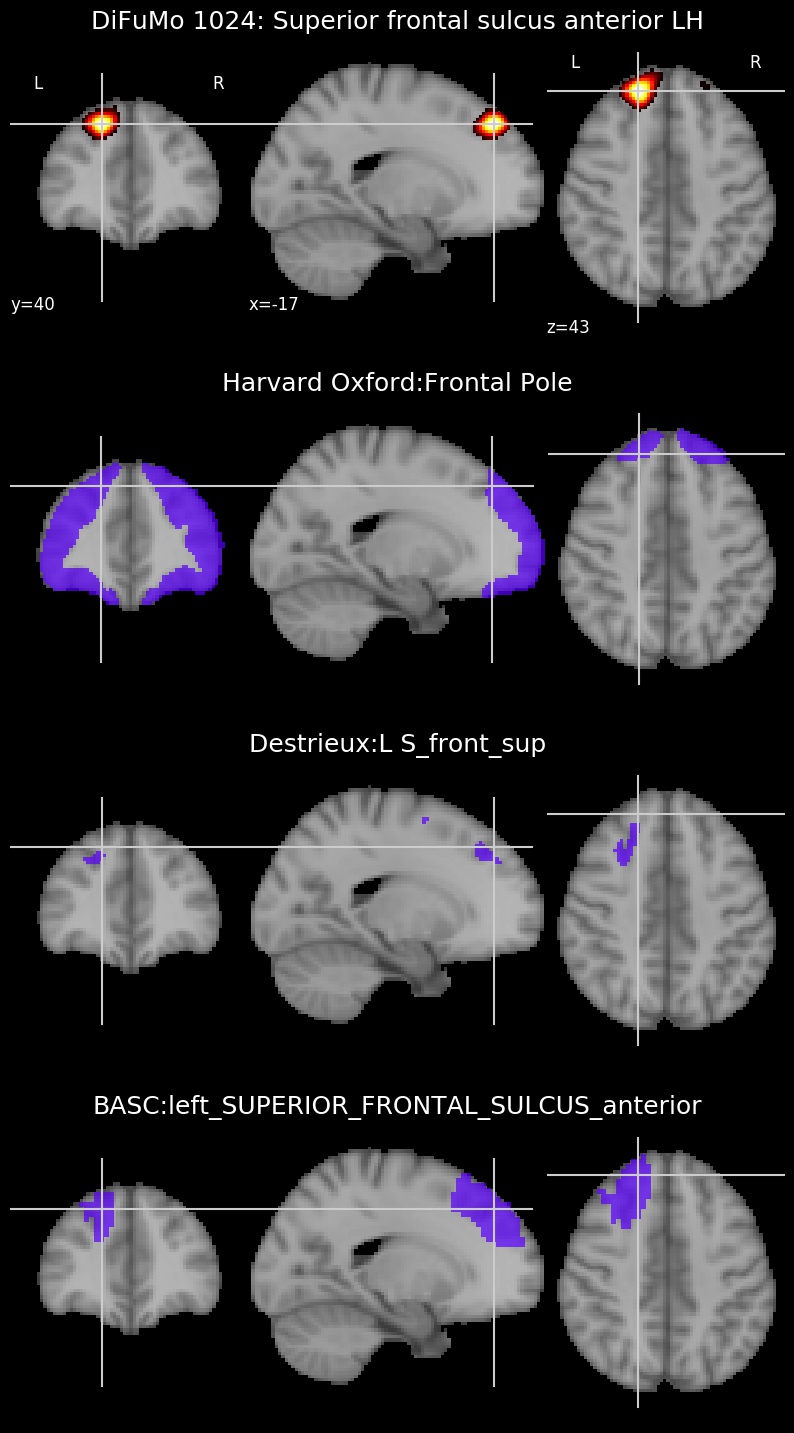 DiFuMo 1024: Superior frontal sulcus anterior LH
L R
L R
y=40
x=-17
z=43
Harvard Oxford:Frontal Pole
Destrieux:L S_front_sup
BASC:left_SUPERIOR_FRONTAL_SULCUS_anterior